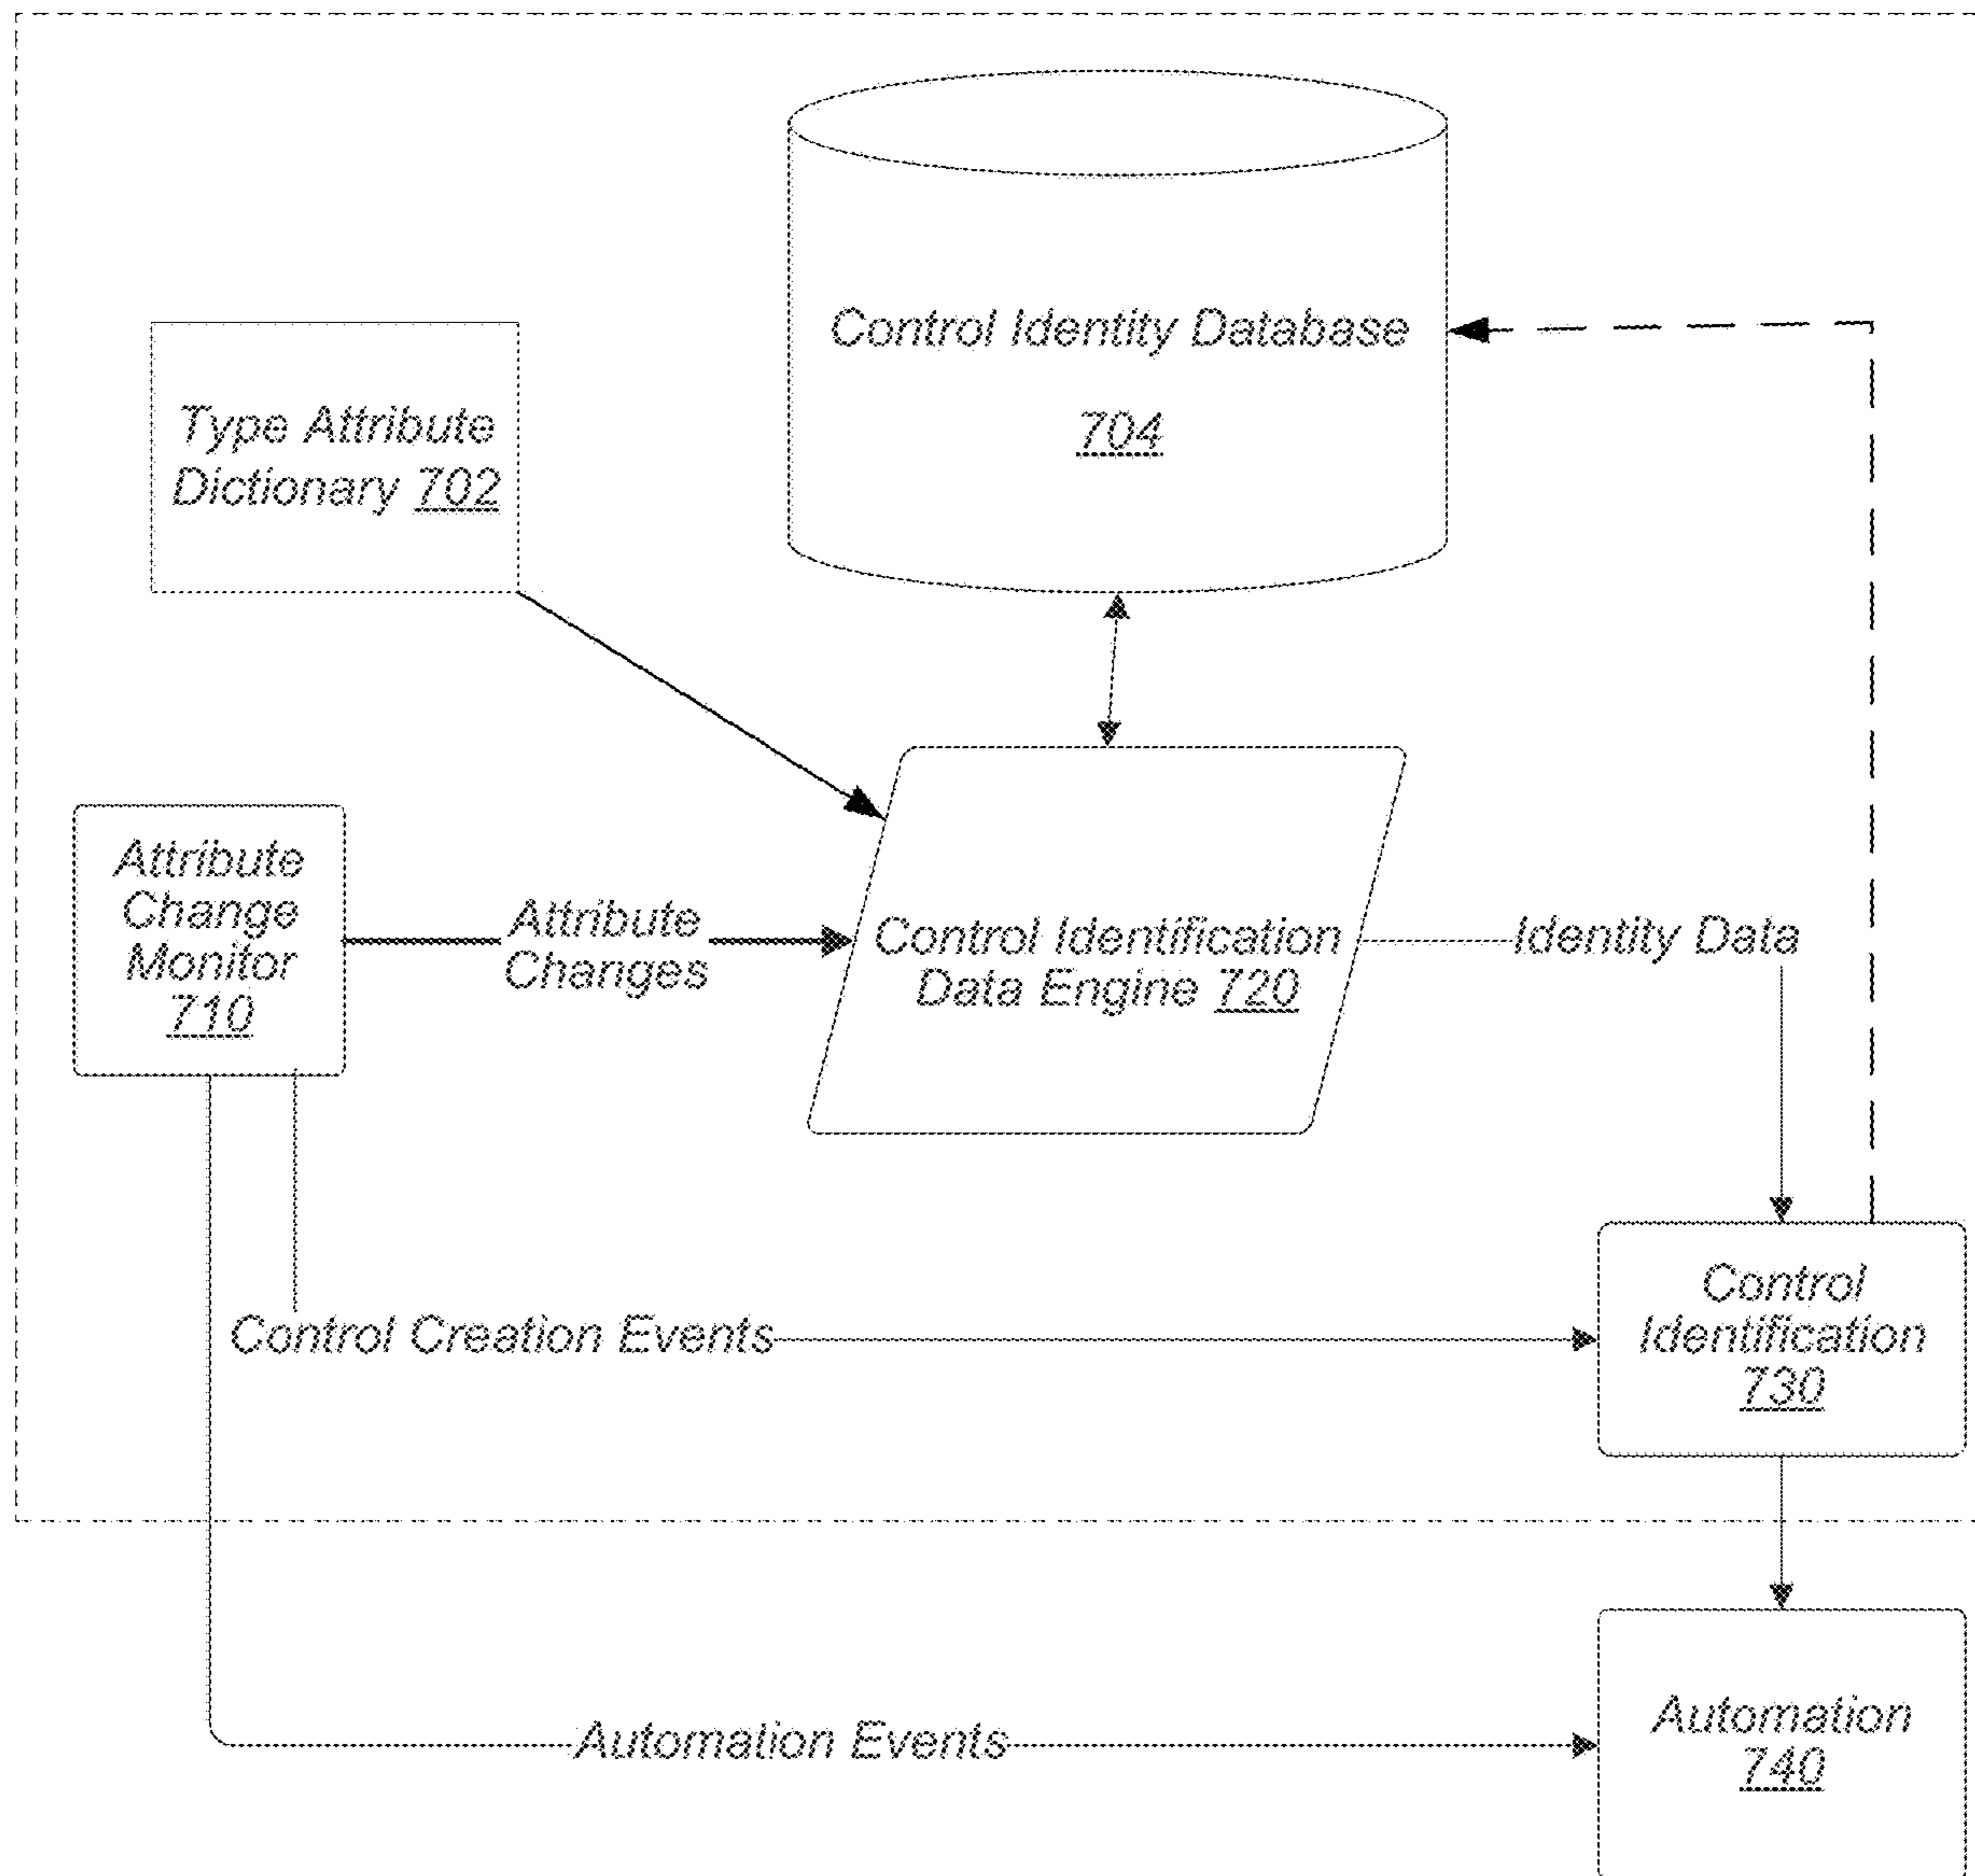 Control Identity Database
704
Type Attribute
Dictionary 702
Attribute
Change
Monitor
710
Attribute
Changes
Control Identification
Data Engine 720
Identity Data
Control Creation Events
Control
Identification
730
Automation Events
Automation
740